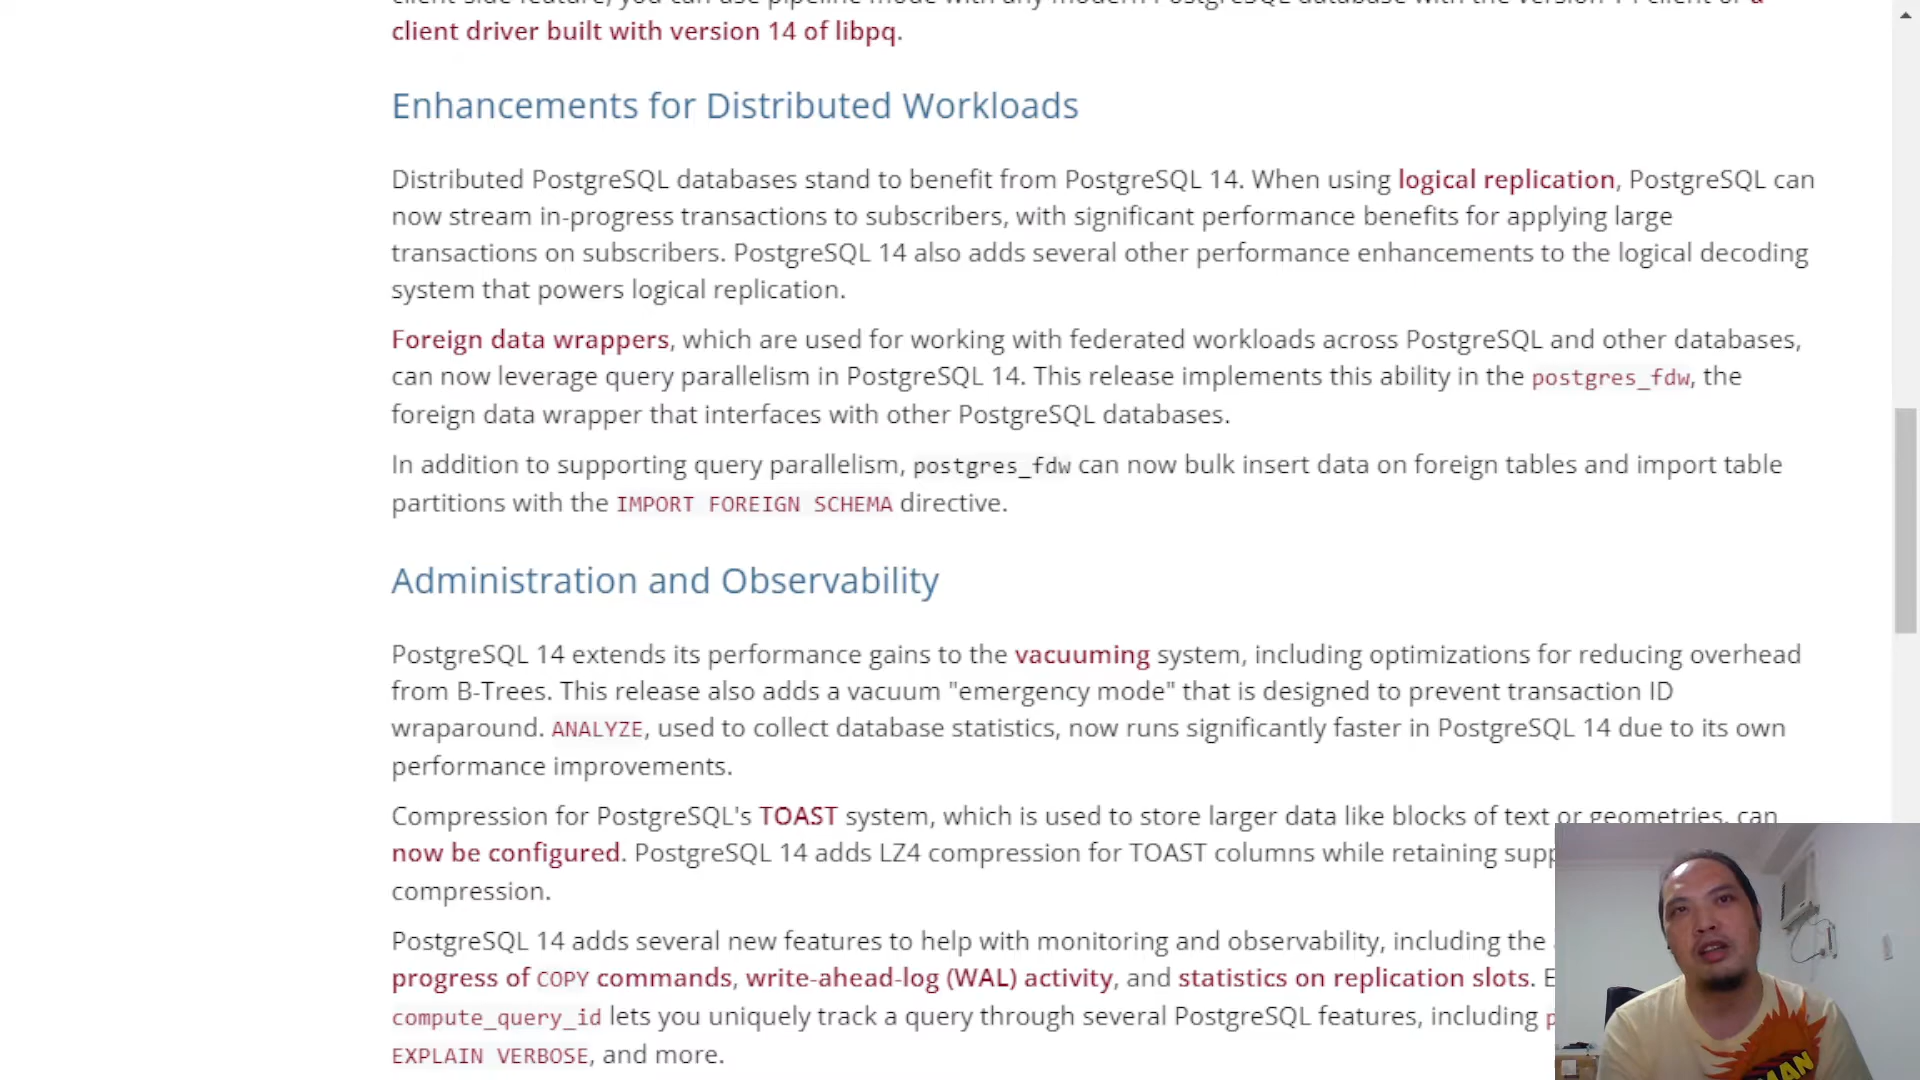 client driver built with version 14 of libpq.
Enhancements for Distributed Workloads
Distributed PostgreSQL databases stand to benefit from PostgreSQL 14. When using logical replication, PostgreSQL can
now stream in-progress transactions to subscribers, with significant performance benefits for applying large
transactions on subscribers. PostgreSQL 14 also adds several other performance enhancements to the logical decoding
system that powers logical replication.
Foreign data wrappers, which are used for working with federated workloads across PostgreSQL and other databases,
can now leverage query parallelism in PostgreSQL 14. This release implements this ability in the postgres_fdw, the
foreign data wrapper that interfaces with other PostgreSQL databases.
In addition to supporting query parallelism, postgres_fdw can now bulk insert data on foreign tables and import table
partitions with the IMPORT FOREIGN SCHEMA directive.
Administration and Observability
PostgreSQL 14 extends its performance gains to the vacuuming system, including optimizations for reducing overhead
from B-Trees. This release also adds a vacuum "emergency mode" that is designed to prevent transaction ID
wraparound. ANALYZE, used to collect database statistics, now runs significantly faster in PostgreSQL 14 due to its own
performance improvements.
Compression for PostgreSQL's TOAST system, which is used to store larger data like blocks of text or geometries, can
now be configured. PostgreSQL 14 adds LZ4 compression for TOAST columns while retaining
compression.
PostgreSQL 14 adds several new features to help with monitoring and observability, including the
progress of COPY commands, write-ahead-log (WAL) activity, and statistics on replication slots.
compute_query_id lets you uniquely track a query through several PostgreSQL features, including
EXPLAIN VERBOSE, and more.
MAN